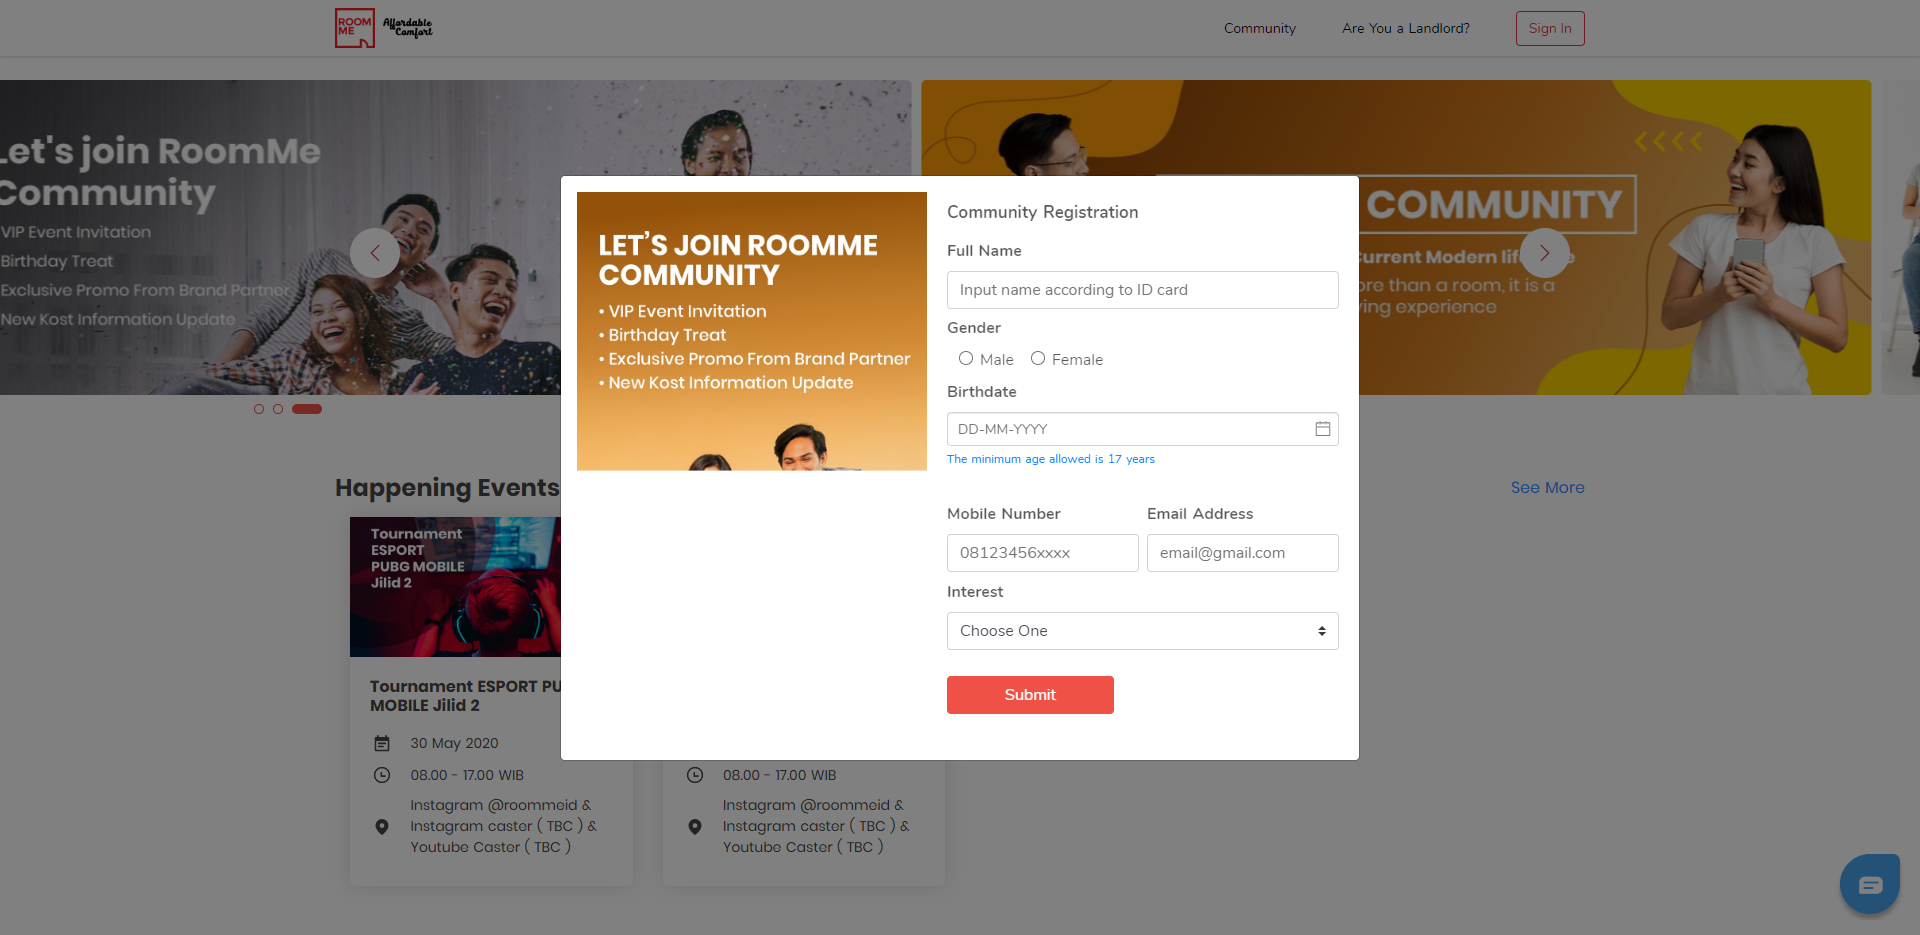 ROOM
ME
Affordable
Comfort
Community
Are You a Landlord?
Sign In
Let's join RoomMe
Community
VIP Event Invitation
Birthday Treat
Exclusive Promo From Brand Partner
New Kost Information Update
COMMUNITY
Current Modern
more than a room, it is a
living experience
LET'S JOIN ROOMME
COMMUNITY
• VIP Event Invitation
• Birthday Treat
• Exclusive Promo From Brand Partner
• New Kost Information Update
Community Registration
Full Name
Input name according to ID card
Gender
Male
Female
Birthdate
DD-MM-YYYY
The minimum age allowed is 17 years
Mobile Number
Email Address
08123456xxxx
email@gmail.com
Interest
Choose One
Submit
Happening Events
See More
Tournament
ESPORT
PUBG MOBILE
Jilid 2
Tournament ESPORT PU
MOBILE Jilid 2
30 May 2020
08.00 - 17.00 WIB
Instagram @roommeid &
Instagram caster ( TBC ) &
Youtube Caster ( TBC )
08.00 - 17.00 WIB
Instagram @roommeid &
Instagram caster ( TBC ) &
Youtube Caster ( TBC )